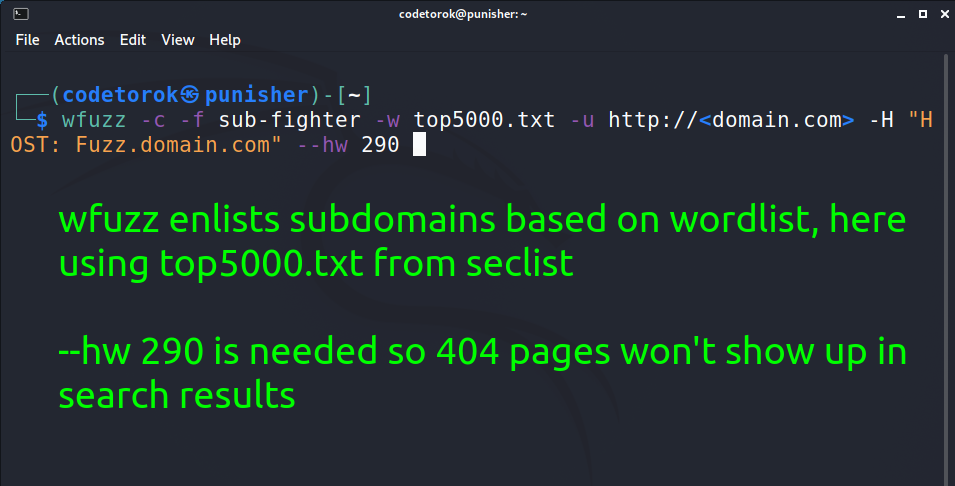 codetorok@punisher: ~
File Actions Edit View Help
(codetorok㉿punisher)-[~]
$ wfuzz -c -f sub-fighter -w top5000.txt -u http://<domain.com> -H "H
OST: Fuzz.domain.com" --hw 290
wfuzz enlists subdomains based on wordlist, here
using top5000.txt from seclist
--hw 290 is needed so 404 pages won't show up in
search results